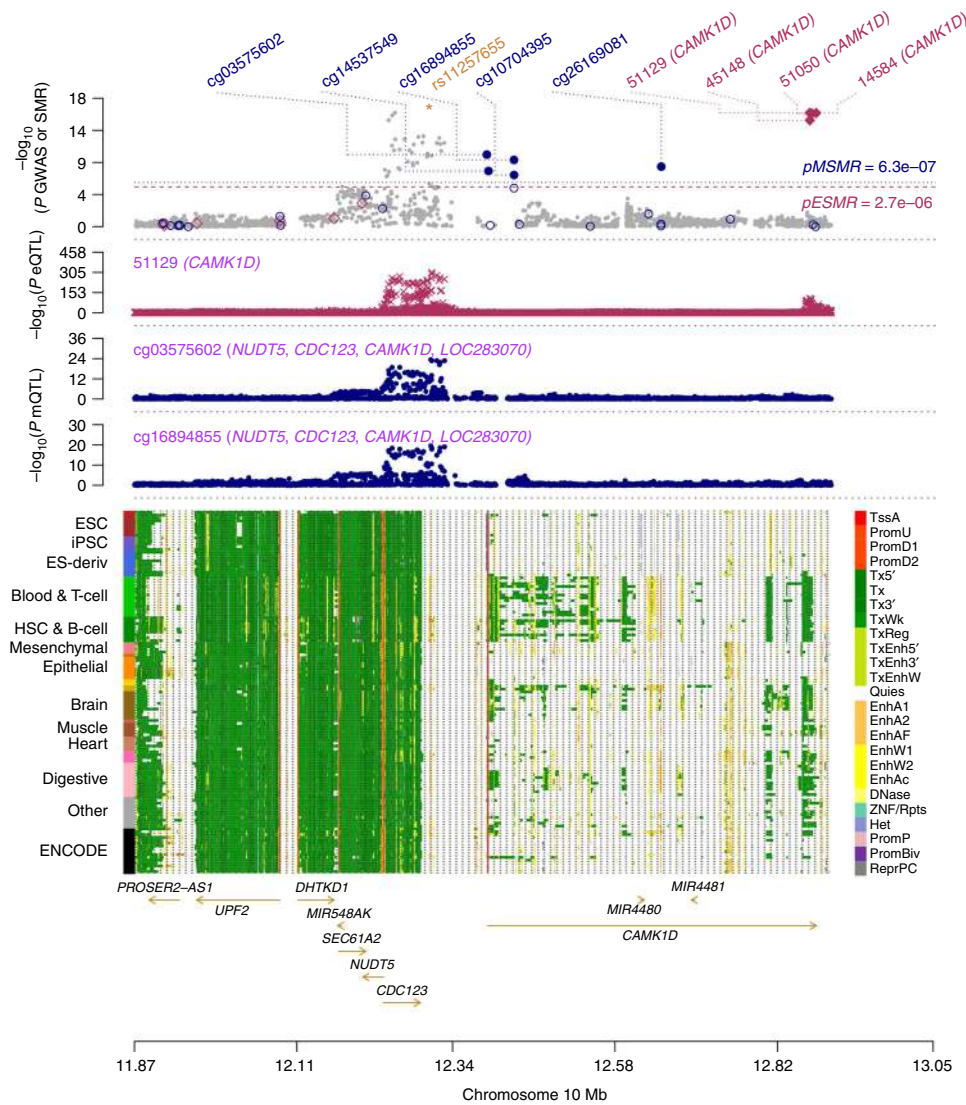 cg03575602
cg14537549
cg16894855
rs11257655
cg10704395
cg26169081
51129 (CAMK1D)
45148 (CAMK1D)
51050 (CAMK1D)
14584 (CAMK1D)
−log10
(P GWAS or SMR)
18
14
9
4
0
pMSMR = 6.3e−07
pESMR = 2.7e−06
−log10(P eQTL)
458
305
153
0
51129 (CAMK1D)
−log10(P mQTL)
36
24
12
0
cg03575602 (NUDT5, CDC123, CAMK1D, LOC283070)
30
20
10
0
cg16894855 (NUDT5, CDC123, CAMK1D, LOC283070)
ESC
iPSC
ES-deriv
Blood & T-cell
HSC & B-cell
Mesenchymal
Epithelial
Brain
Muscle
Heart
Digestive
Other
ENCODE
TssA
PromU
PromD1
PromD2
Tx5′
Tx
Tx3′
TxWk
TxReg
TxEnh5′
TxEnh3′
TxEnhW
Quies
EnhA1
EnhA2
EnhAF
EnhW1
EnhW2
EnhAc
DNase
ZNF/Rpts
Het
PromP
PromBiv
ReprPC
PROSER2−AS1
UPF2
DHTKD1
MIR548AK
SEC61A2
NUDT5
CDC123
MIR4481
MIR4480
CAMK1D
11.87
12.11
12.34
12.58
12.82
13.05
Chromosome 10 Mb